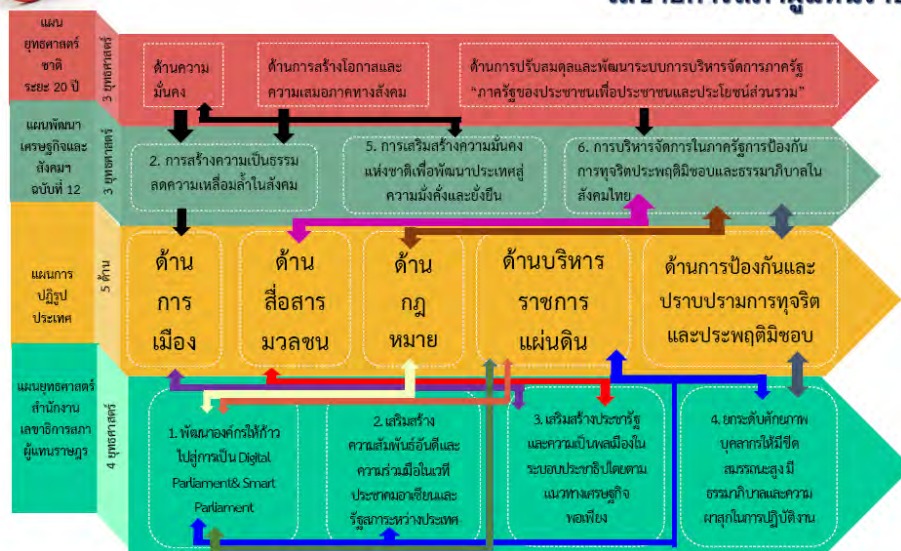 แผน
ยุทธศาสตร์
ชาติ
ระยะ 20 ปี
3 ยุทธศาสตร์
ด้านความ
มั่นคง
ด้านการสร้างโอกาสและ
ความเสมอภาคทางสังคม
ด้านการปรับสมดุลและพัฒนาระบบการบริหารจัดการภาครัฐ
“ภาครัฐของประชาชนเพื่อประชาชนและประโยชน์ส่วนรวม”
แผนพัฒนา
เศรษฐกิจและ
สังคมฯ
ฉบับที่ 12
3 ยุทธศาสตร์
2. การสร้างความเป็นธรรม
ลดความเหลื่อมล้ำในสังคม
5. การเสริมสร้างความมั่นคง
แห่งชาติเพื่อพัฒนาประเทศสู่
ความมั่งคั่งและยั่งยืน
6. การบริหารจัดการในภาครัฐการป้องกัน
การทุจริตประพฤติมิชอบและธรรมาภิบาลใน
สังคมไทย
แผนการ
ปฏิรูป
ประเทศ
5 ด้าน
ด้าน
การ
เมือง
ด้าน
สื่อสาร
มวลชน
ด้าน
กฎ
หมาย
ด้านบริหาร
ราชการ
แผ่นดิน
ด้านการป้องกันและ
ปราบปรามการทุจริต
และประพฤติมิชอบ
แผนยุทธศาสตร์
สำนักงาน
เลขาธิการสภา
ผู้แทนราษฎร
4 ยุทธศาสตร์
1. พัฒนาองค์กรให้ก้าว
ไปสู่การเป็น Digital
Parliament& Smart
Parliament
2. เสริมสร้าง
ความสัมพันธ์อันดีและ
ความร่วมมือในเวที
ประชาคมอาเซียนและ
รัฐสภาระหว่างประเทศ
3. เสริมสร้างประชารัฐ
และความเป็นพลเมืองใน
ระบอบประชาธิปไตยตาม
แนวทางเศรษฐกิจ
พอเพียง
4. ยกระดับศักยภาพ
บุคลากรให้มีขีด
สมรรถนะสูง มี
ธรรมาภิบาลและความ
ผาสุกในการปฏิบัติงาน